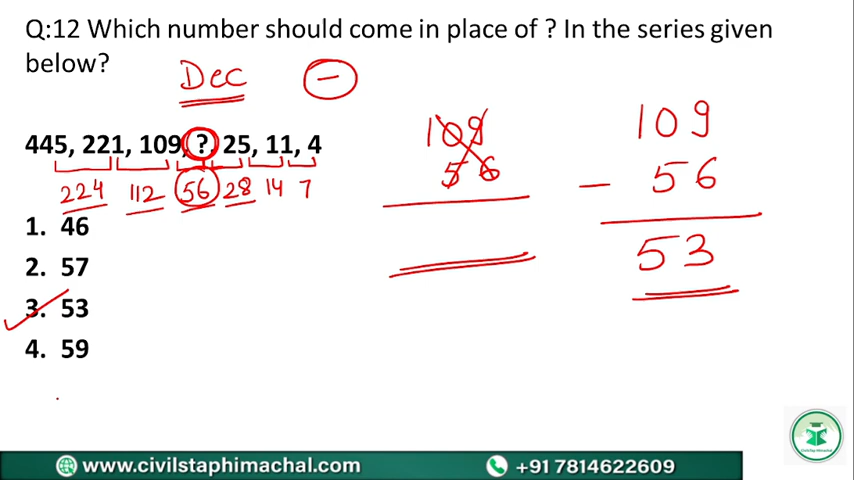 Q:12 Which number should come in place of ? In the series given
below?
Dec −
445, 221, 109, ?, 25, 11, 4
224 112 56 28 14 7
1. 46
2. 57
3. 53
4. 59
109
56
109
− 56
53
www.civilstaphimachal.com
+91 7814622609
CivilsTap Himachal